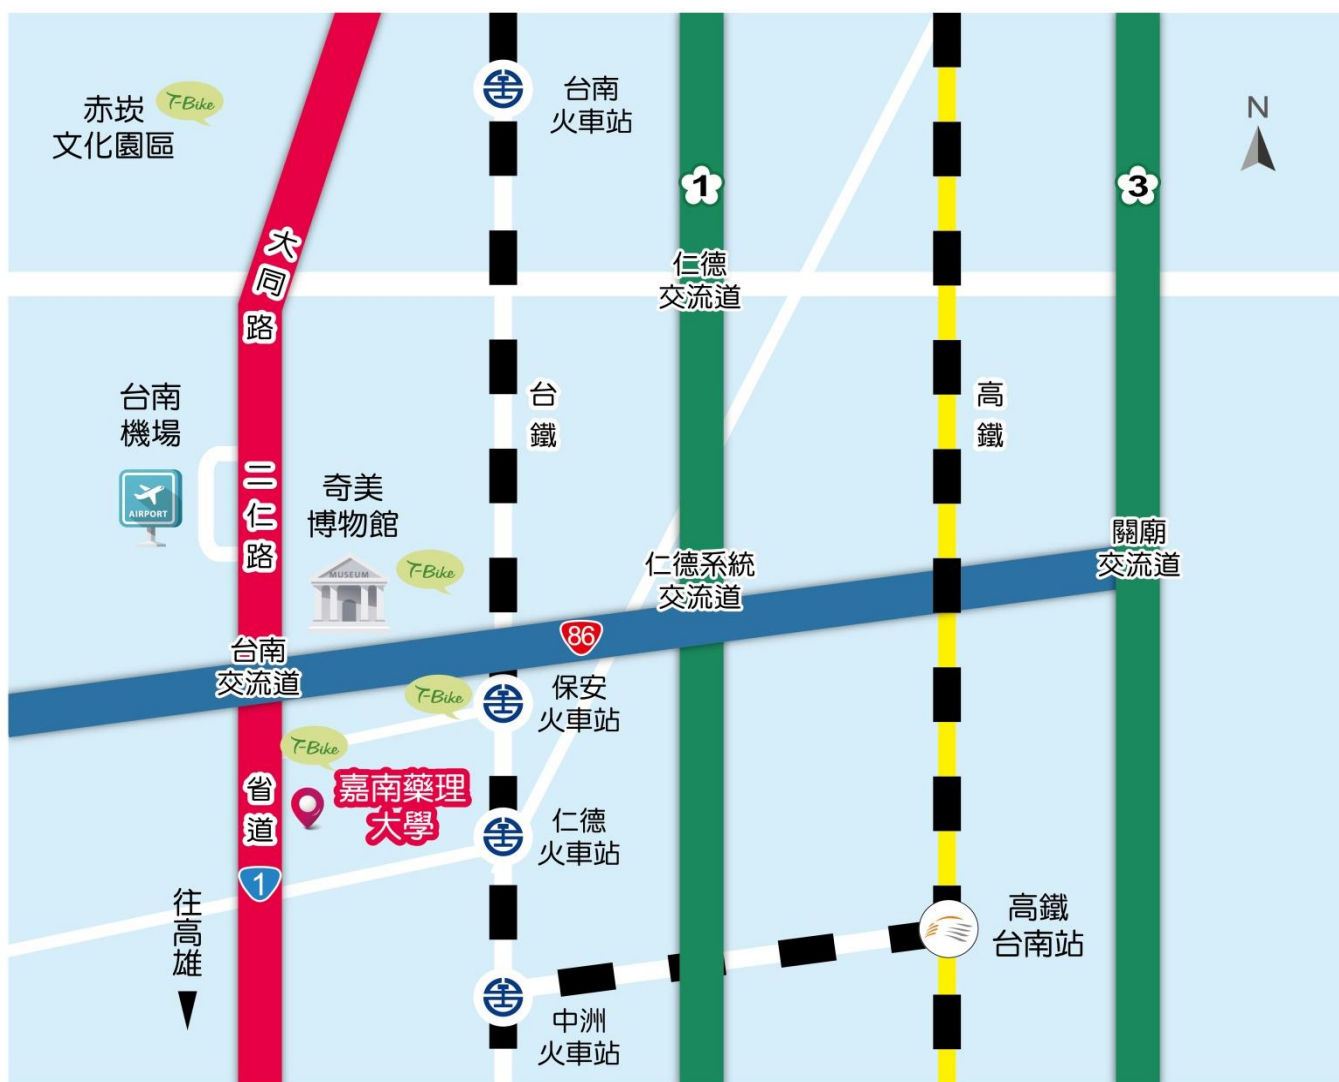 赤崁
文化園區
T-Bike
台南
火車站
N
1
3
大同路
仁德
交流道
台鐵
高鐵
台南
機場
AIRPORT
二仁路
奇美
博物館
MUSEUM
T-Bike
仁德系統
交流道
關廟
交流道
86
台南
交流道
T-Bike
保安
火車站
T-Bike
嘉南藥理
大學
省道
1
仁德
火車站
往高雄
高鐵
台南站
中洲
火車站